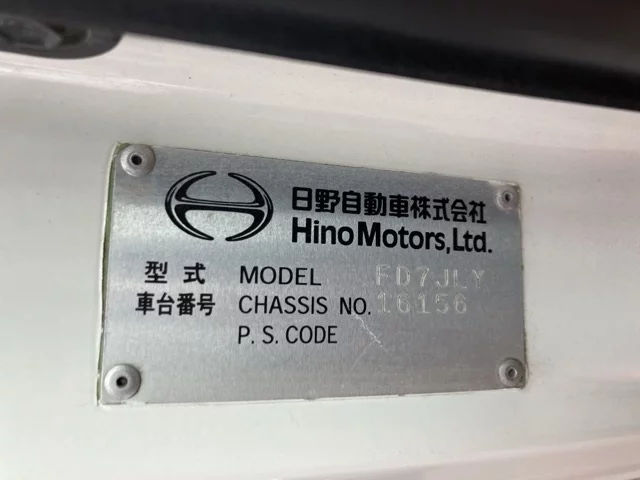 日野自動車株式会社
Hino Motors, Ltd.
型式 MODEL FD7JLY
車台番号 CHASSIS NO. 16156
P. S. CODE